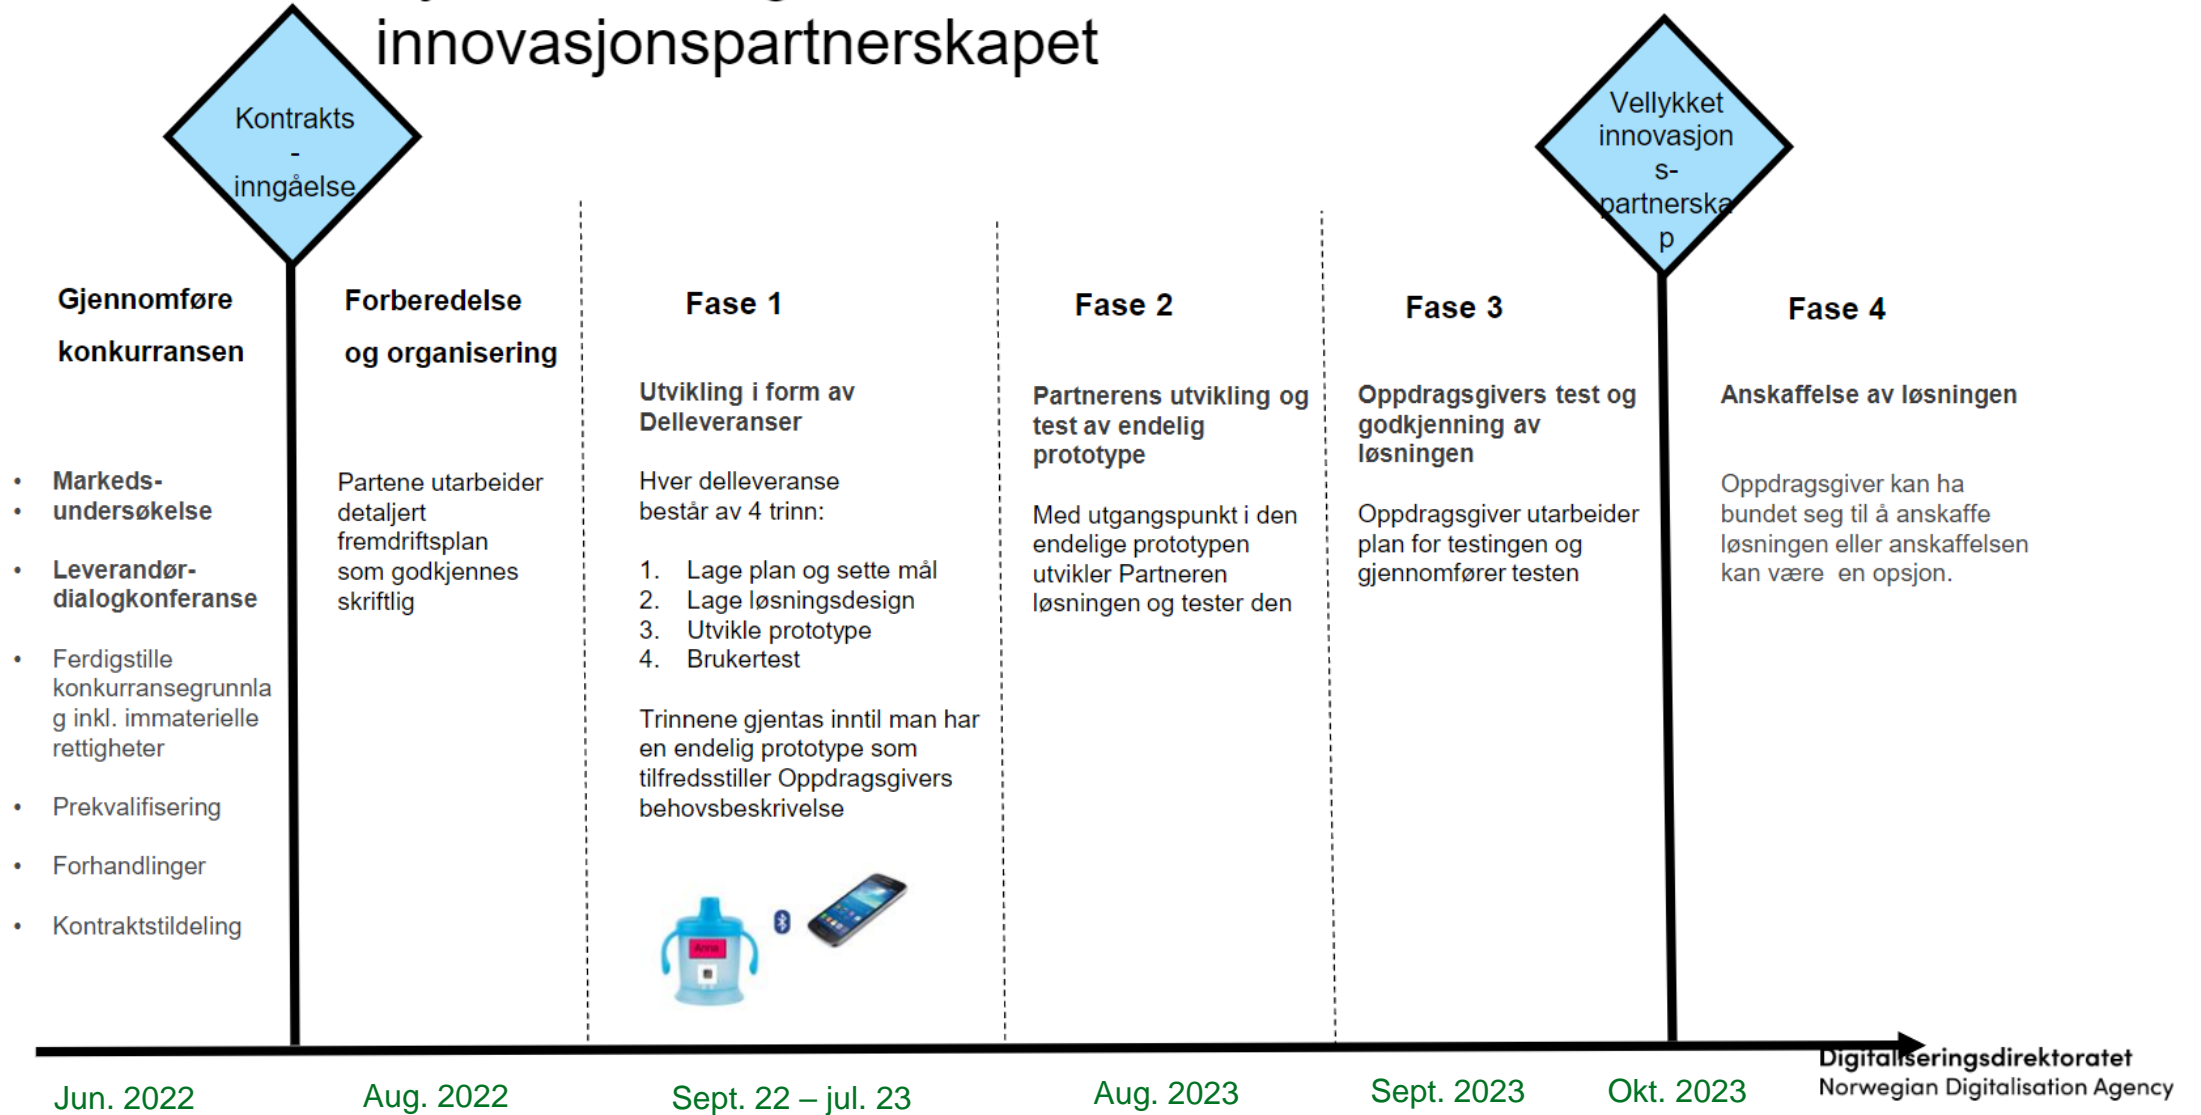 innovasjonspartnerskapet
Kontrakts
-
inngåelse
Vellykket
innovasjon
s-
partnerska
p
Gjennomføre
konkurransen
• Markeds-
• undersøkelse
• Leverandør-
dialogkonferanse
• Ferdigstille
konkurransegrunnla
g inkl. immaterielle
rettigheter
• Prekvalifisering
• Forhandlinger
• Kontraktstildeling
Forberedelse
og organisering
Partene utarbeider
detaljert
fremdriftsplan
som godkjennes
skriftlig
Fase 1
Utvikling i form av
Delleveranser
Hver delleveranse
består av 4 trinn:
1. Lage plan og sette mål
2. Lage løsningsdesign
3. Utvikle prototype
4. Brukertest
Trinnene gjentas inntil man har
en endelig prototype som
tilfredsstiller Oppdragsgivers
behovsbeskrivelse
Anna
Fase 2
Partnerens utvikling og
test av endelig
prototype
Med utgangspunkt i den
endelige prototypen
utvikler Partneren
løsningen og tester den
Fase 3
Oppdragsgivers test og
godkjenning av
løsningen
Oppdragsgiver utarbeider
plan for testingen og
gjennomfører testen
Fase 4
Anskaffelse av løsningen
Oppdragsgiver kan ha
bundet seg til å anskaffe
løsningen eller anskaffelsen
kan være en opsjon.
Jun. 2022
Aug. 2022
Sept. 22 – jul. 23
Aug. 2023
Sept. 2023
Okt. 2023
Digitaliseringsdirektoratet
Norwegian Digitalisation Agency